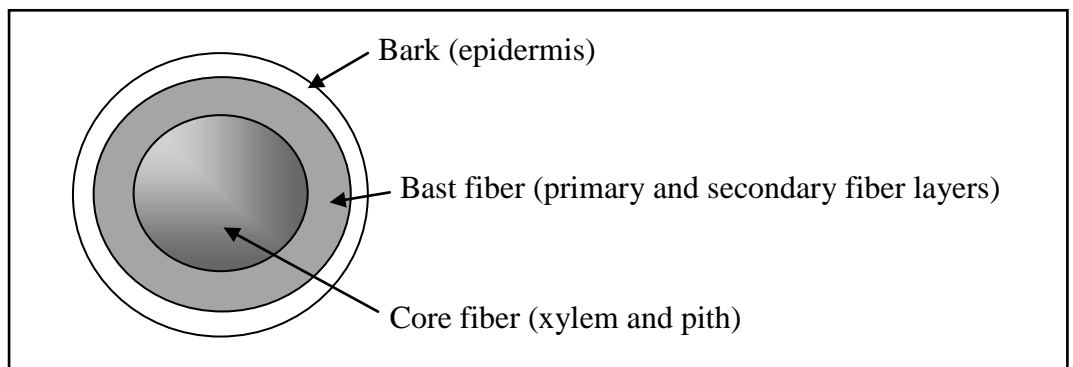 Bark (epidermis)
Bast fiber (primary and secondary fiber layers)
Core fiber (xylem and pith)